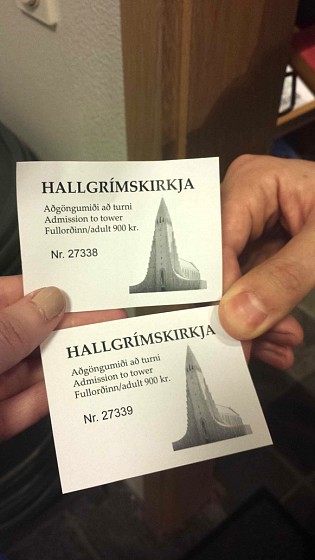 HALLGRÍMSKIRKJA
Aðgöngumiði að turni
Admission to tower
Fullorðinn/adult 900 kr.
Nr. 27338
HALLGRÍMSKIRKJA
Aðgöngumiði að turni
Admission to tower
Fullorðinn/adult 900 kr.
Nr. 27339